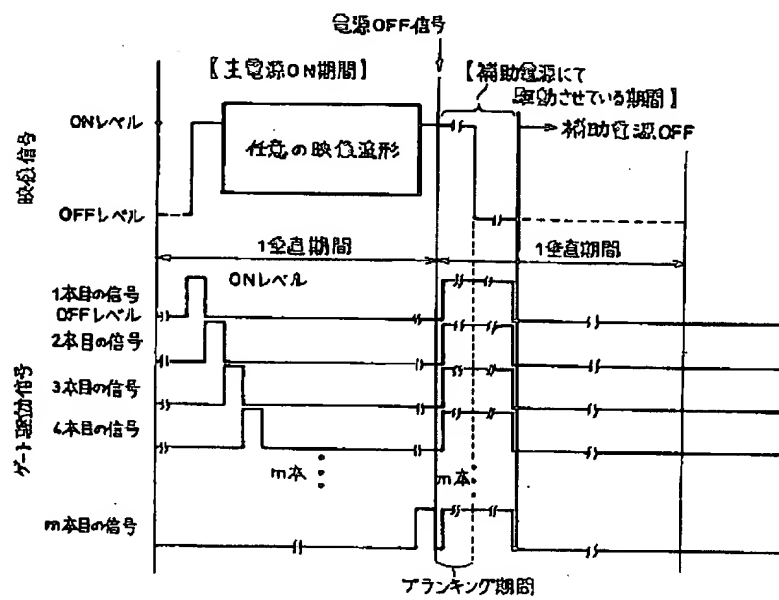 電源OFF信号
【主電源ON期間】
【補助電源にて
駆動させている期間】
ONレベル
任意の映像波形
補助電源OFF
映像信号
OFFレベル
1垂直期間
1垂直期間
ONレベル
1本目の信号
OFFレベル
2本目の信号
3本目の信号
4本目の信号
ゲート駆動信号
m本
m本
m本目の信号
ブランキング期間